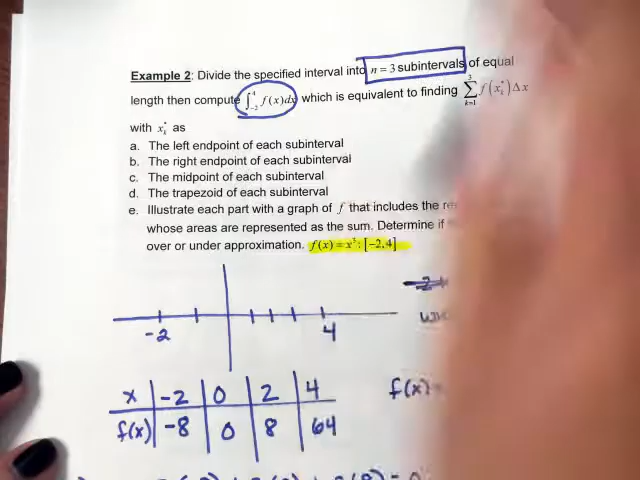 Example 2: Divide the specified interval into n = 3 subintervals of equal
length then compute ∫₋₂⁴ f(x)dx which is equivalent to finding ∑ₖ₌₁³ f(xₖ*)Δx
with xₖ* as
a. The left endpoint of each subinterval
b. The right endpoint of each subinterval
c. The midpoint of each subinterval
d. The trapezoid of each subinterval
e. Illustrate each part with a graph of f that includes the
whose areas are represented as the sum. Determine if
over or under approximation. f(x) = x³: [-2,4]
-2 4
x -2 0 2 4
f(x) -8 0 8 64
f(x)